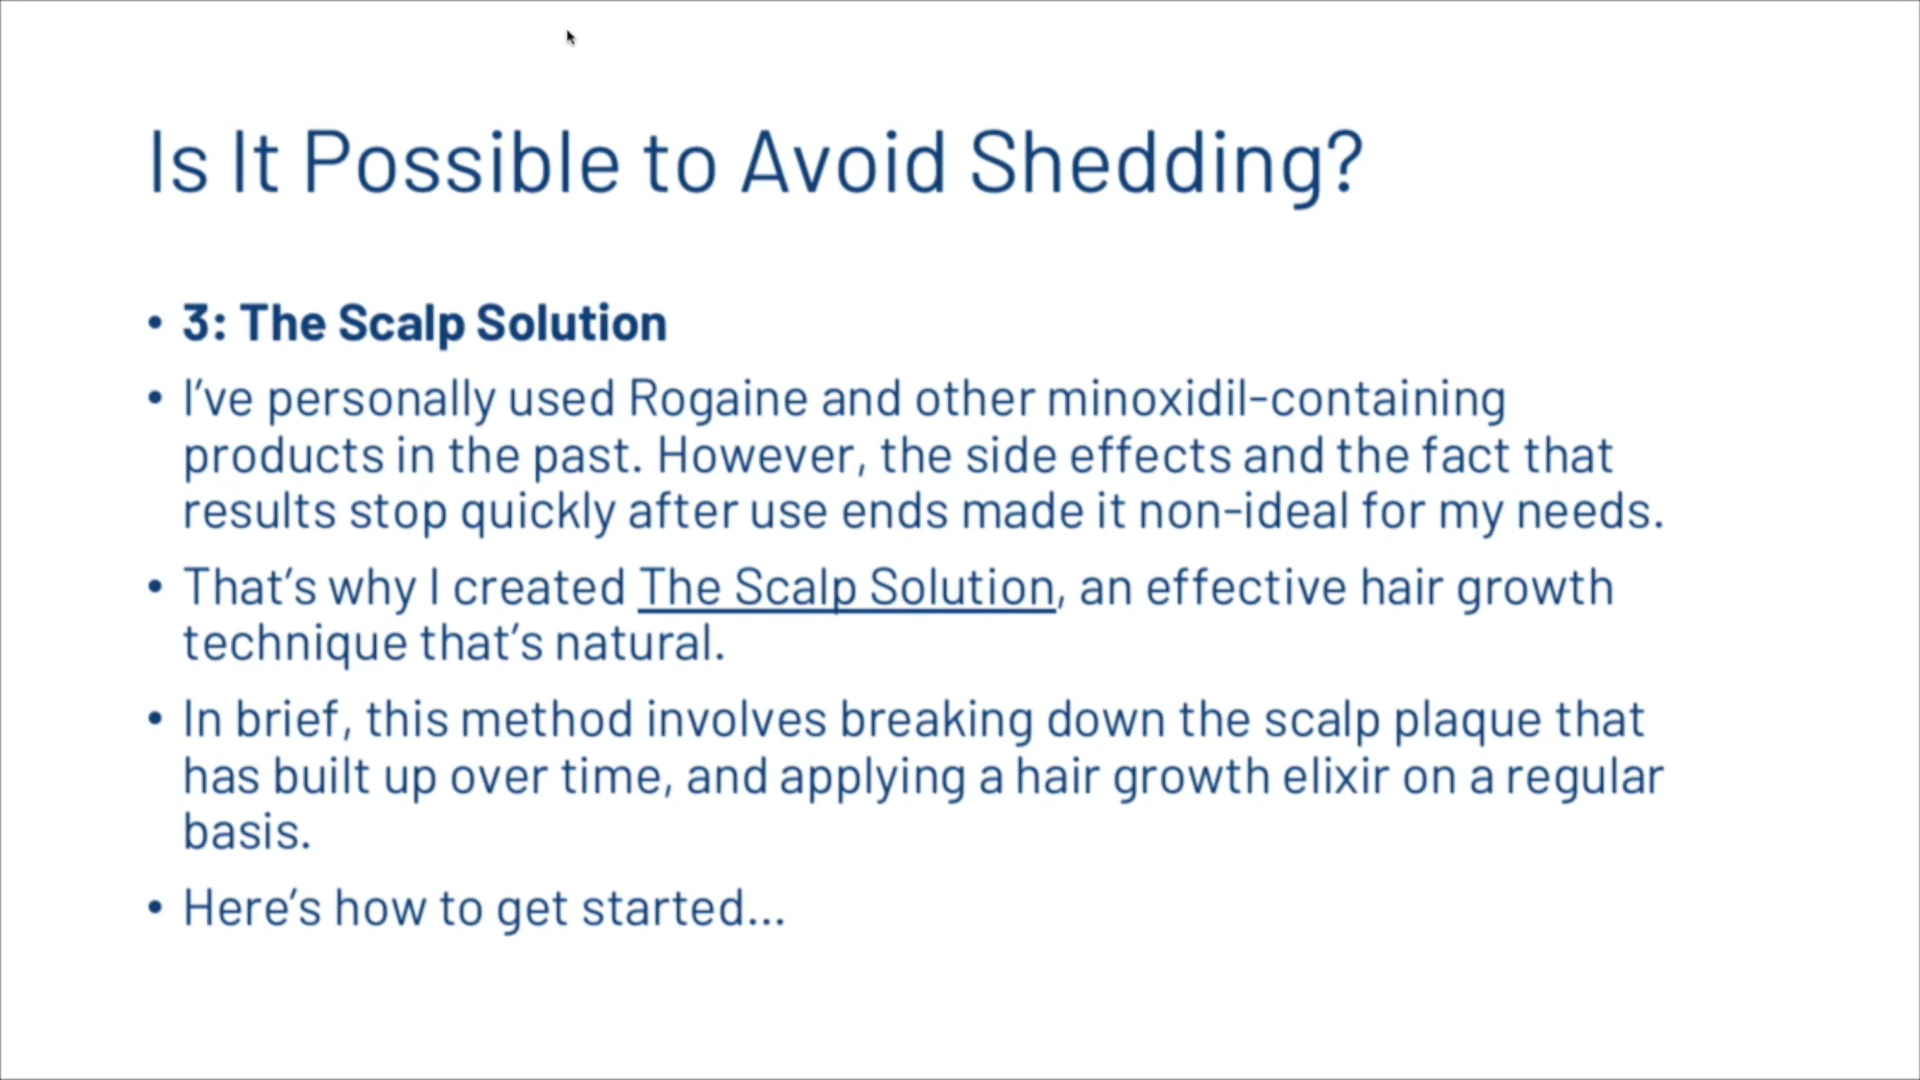 Is It Possible to Avoid Shedding?
• 3: The Scalp Solution
• I’ve personally used Rogaine and other minoxidil-containing
products in the past. However, the side effects and the fact that
results stop quickly after use ends made it non-ideal for my needs.
• That’s why I created The Scalp Solution, an effective hair growth
technique that’s natural.
• In brief, this method involves breaking down the scalp plaque that
has built up over time, and applying a hair growth elixir on a regular
basis.
• Here’s how to get started…